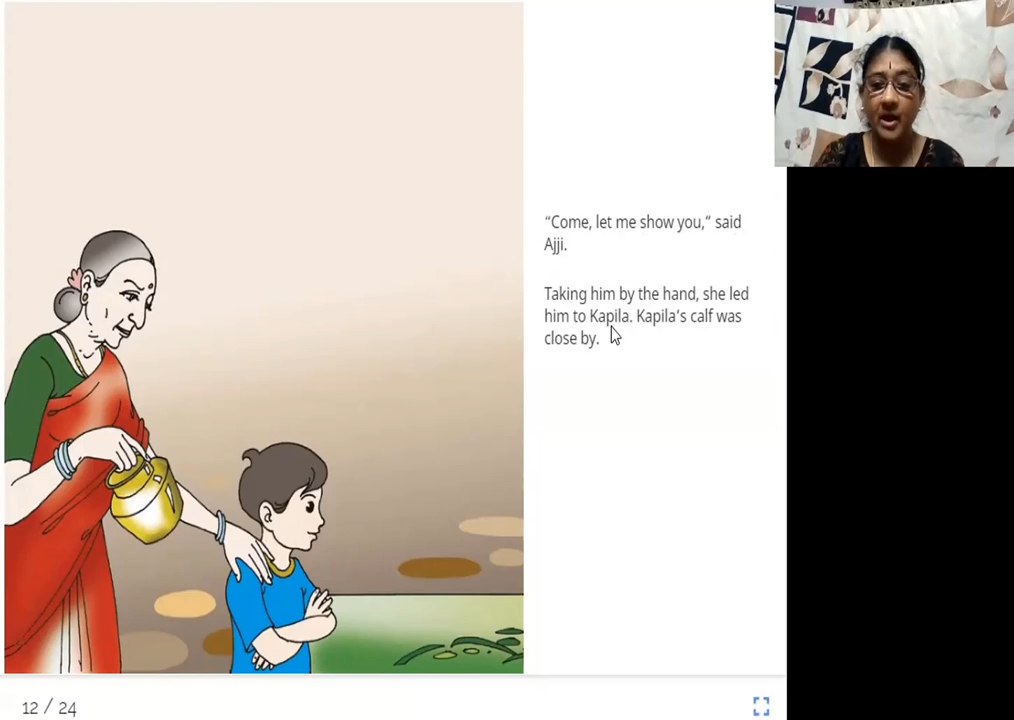 “Come, let me show you,” said
Ajji.
Taking him by the hand, she led
him to Kapila. Kapila’s calf was
close by.
12 / 24